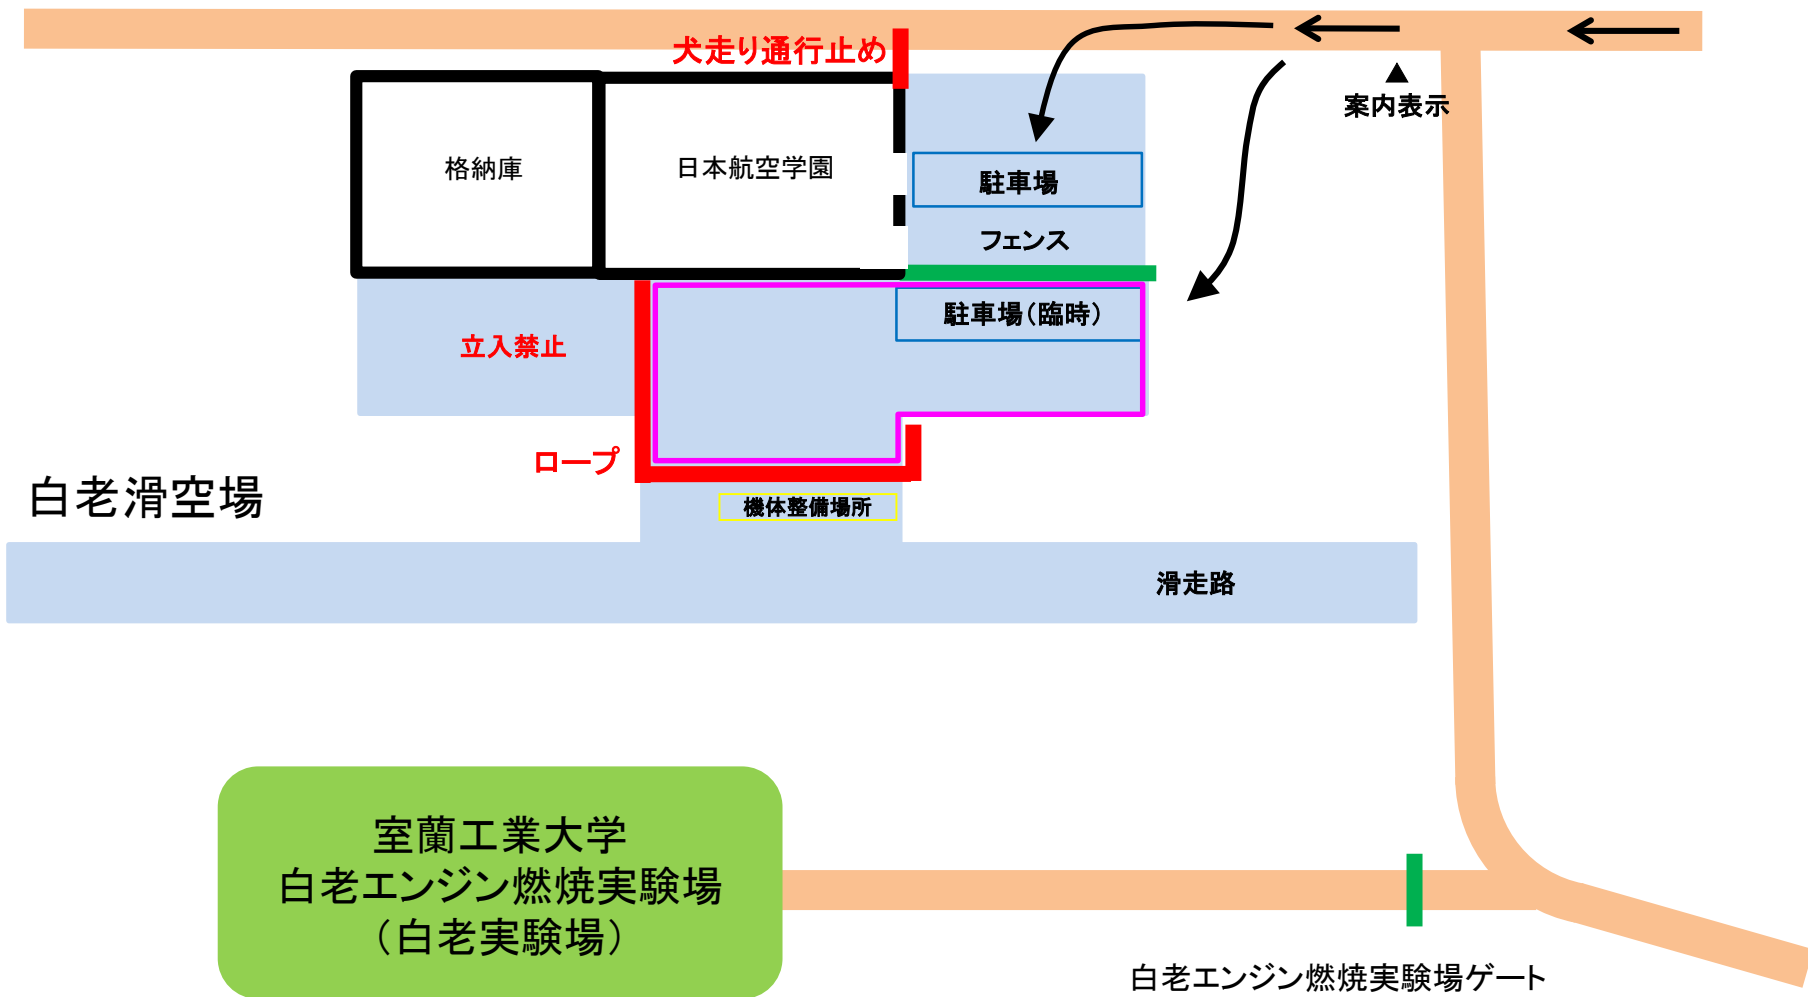 犬走り通行止め
案内表示
格納庫
日本航空学園
駐車場
フェンス
駐車場(臨時)
立入禁止
ロープ
白老滑空場
機体整備場所
滑走路
室蘭工業大学
白老エンジン燃焼実験場
(白老実験場)
白老エンジン燃焼実験場ゲート